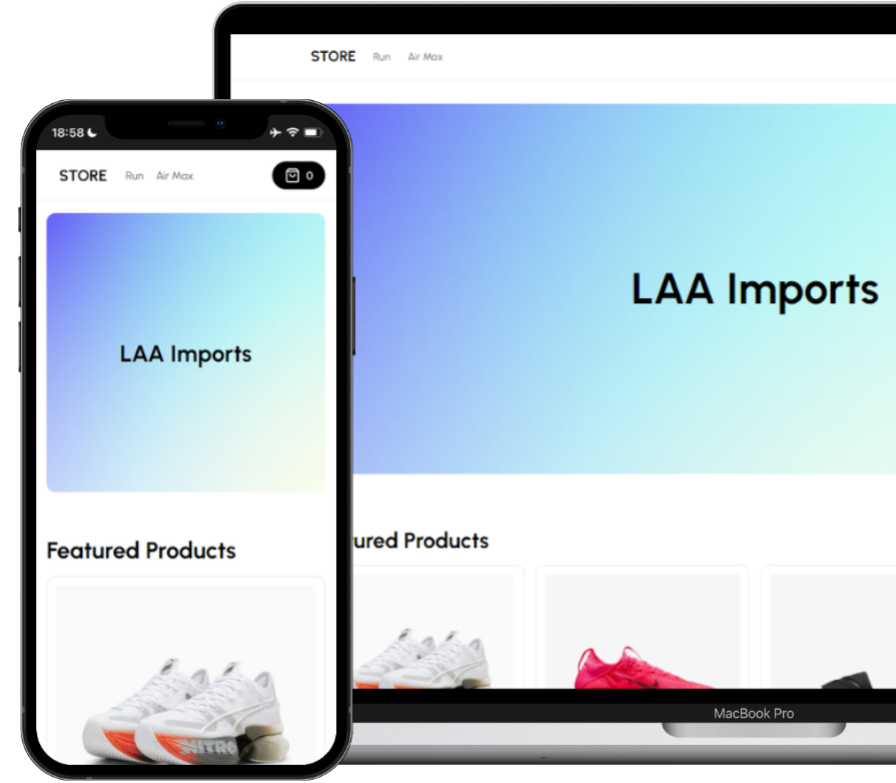 STORE Run Air Max
LAA Imports
Featured Products
MacBook Pro
18:58
STORE Run Air Max 0
LAA Imports
Featured Products
NITRO